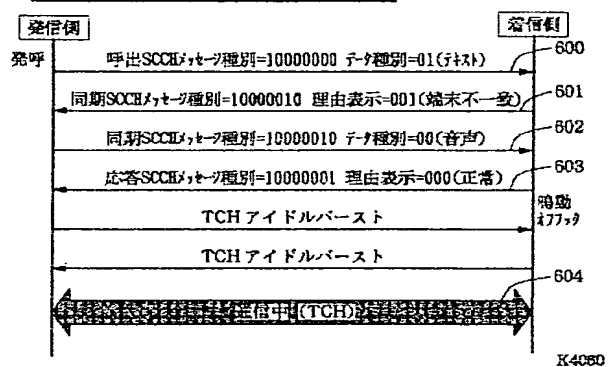 発信側
着信側
発呼
呼出SCCHメッセージ種別=10000000 データ種別=01(テキスト)
600
同期SCCHメッセージ種別=10000010 理由表示=001(端末不一致)
601
同期SCCHメッセージ種別=10000010 データ種別=00(音声)
602
応答SCCHメッセージ種別=10000001 理由表示=000(正常)
603
TCH アイドルバースト
鳴動
オフフック
TCH アイドルバースト
604
通信中 (TCH)
K4080